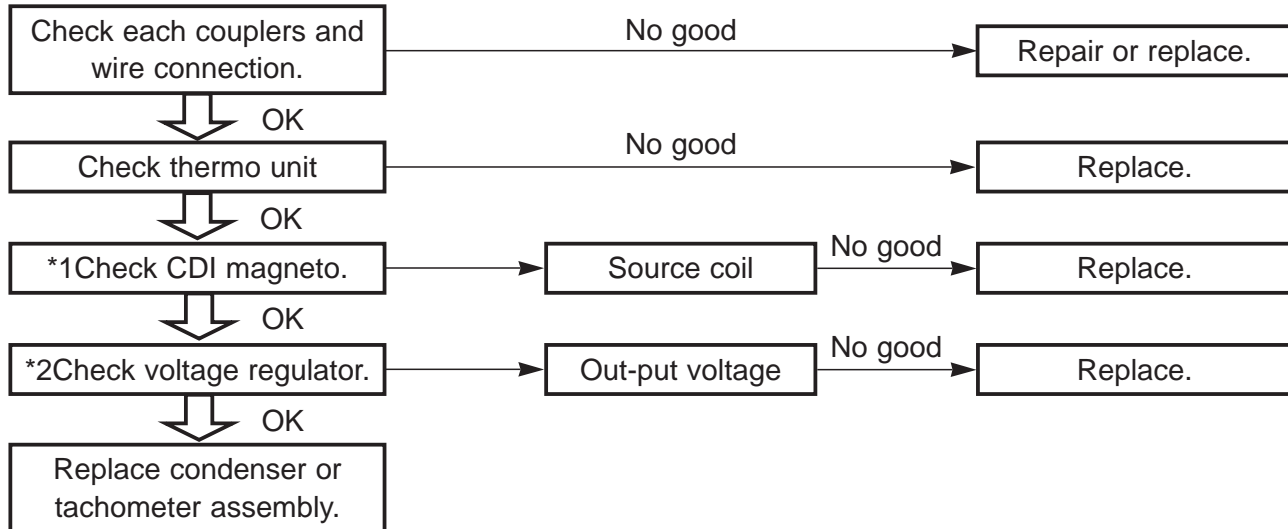 Check each couplers and
wire connection.
No good
Repair or replace.
OK
Check thermo unit
No good
Replace.
OK
*1Check CDI magneto.
Source coil
No good
Replace.
OK
*2Check voltage regulator.
Out-put voltage
No good
Replace.
OK
Replace condenser or
tachometer assembly.